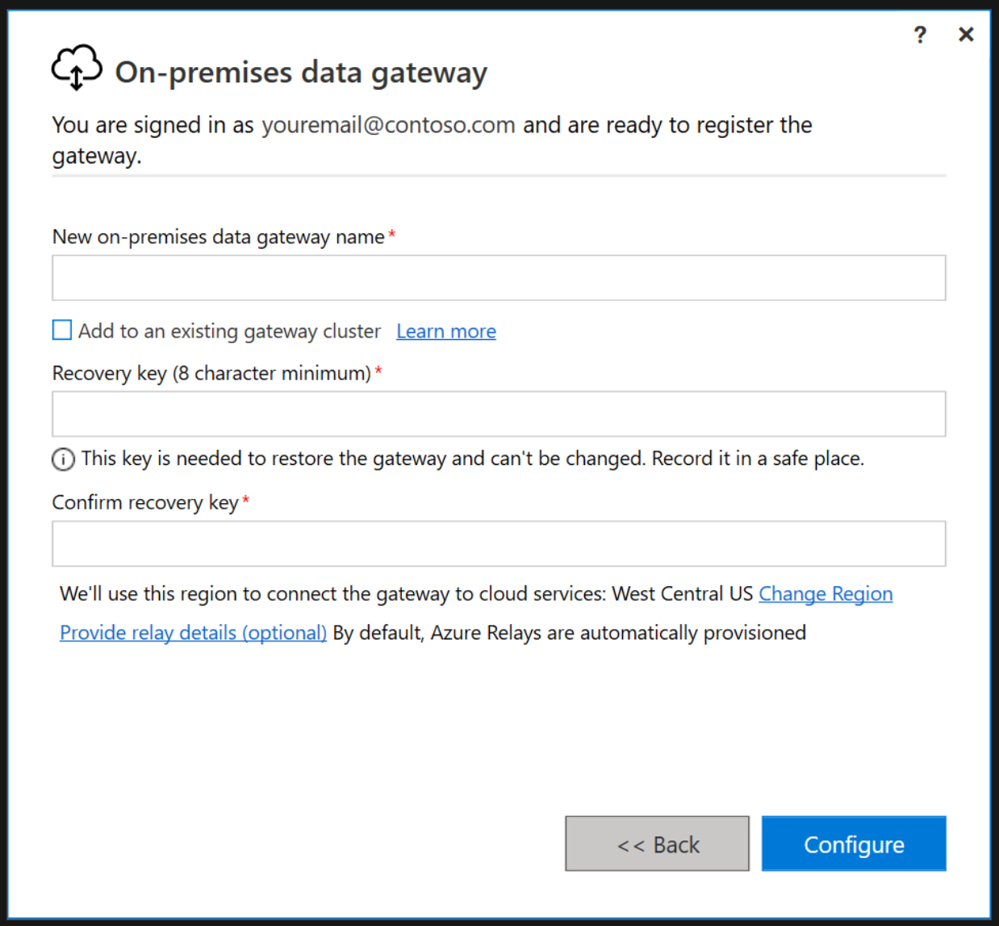 ? ×
On-premises data gateway
You are signed in as youremail@contoso.com and are ready to register the
gateway.
New on-premises data gateway name*
Add to an existing gateway cluster Learn more
Recovery key (8 character minimum)*
This key is needed to restore the gateway and can't be changed. Record it in a safe place.
Confirm recovery key*
We'll use this region to connect the gateway to cloud services: West Central US Change Region
Provide relay details (optional) By default, Azure Relays are automatically provisioned
<< Back Configure